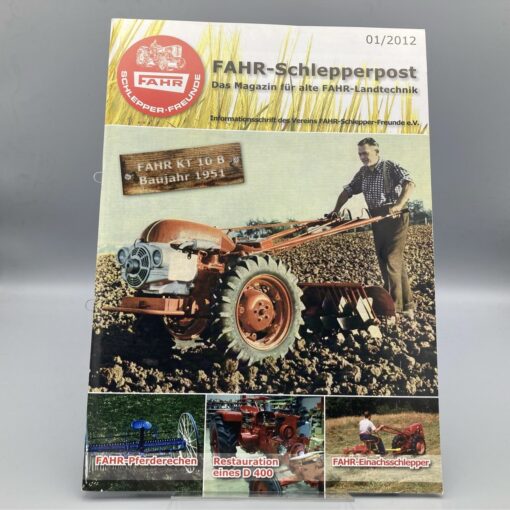 01/2012
FAHR
SCHLEPPER-FREUNDE
FAHR-Schlepperpost
Das Magazin für alte FAHR-Landtechnik
Informationsschrift des Vereins FAHR-Schlepper-Freunde e.V.
FAHR KT 10 B
Baujahr 1951
FAHR-Pferderechen
Restauration
eines D 400
FAHR-Einachsschlepper